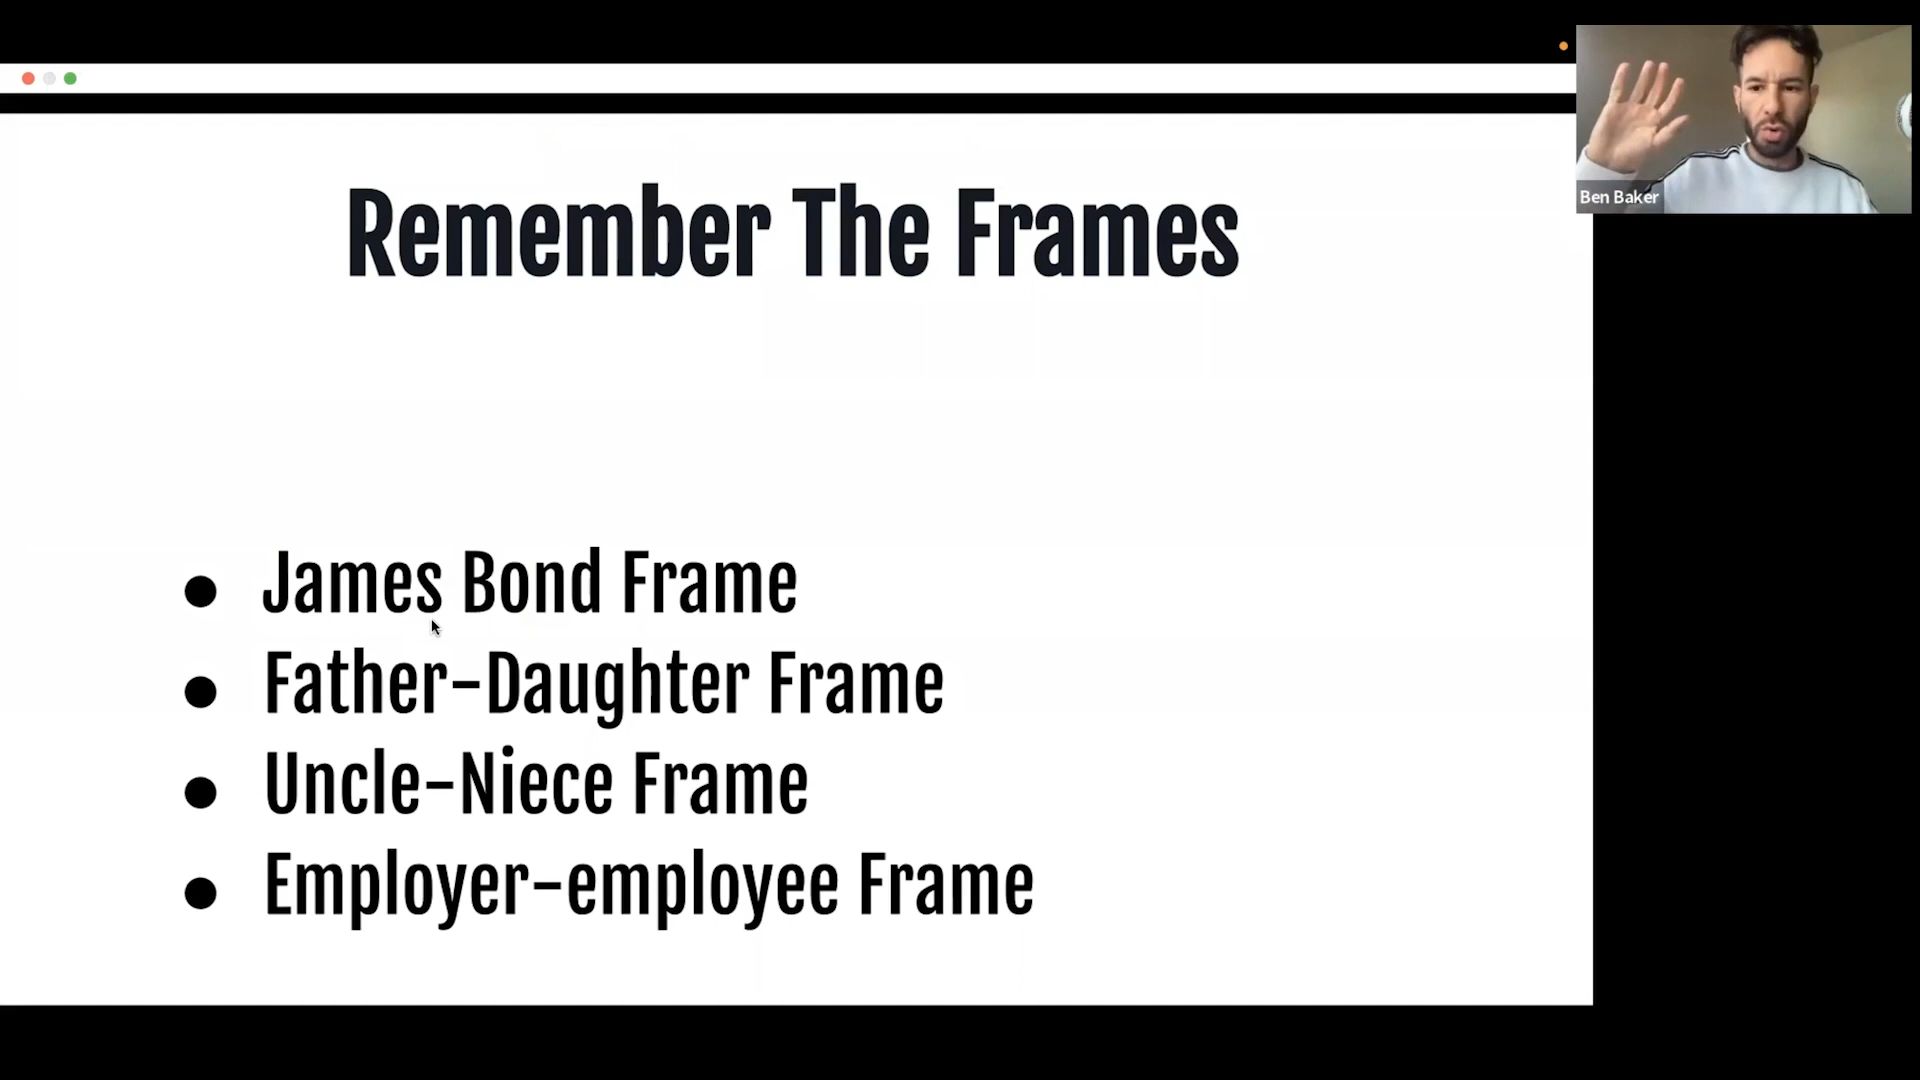 Remember The Frames
Ben Baker
James Bond Frame
Father-Daughter Frame
Uncle-Niece Frame
Employer-employee Frame